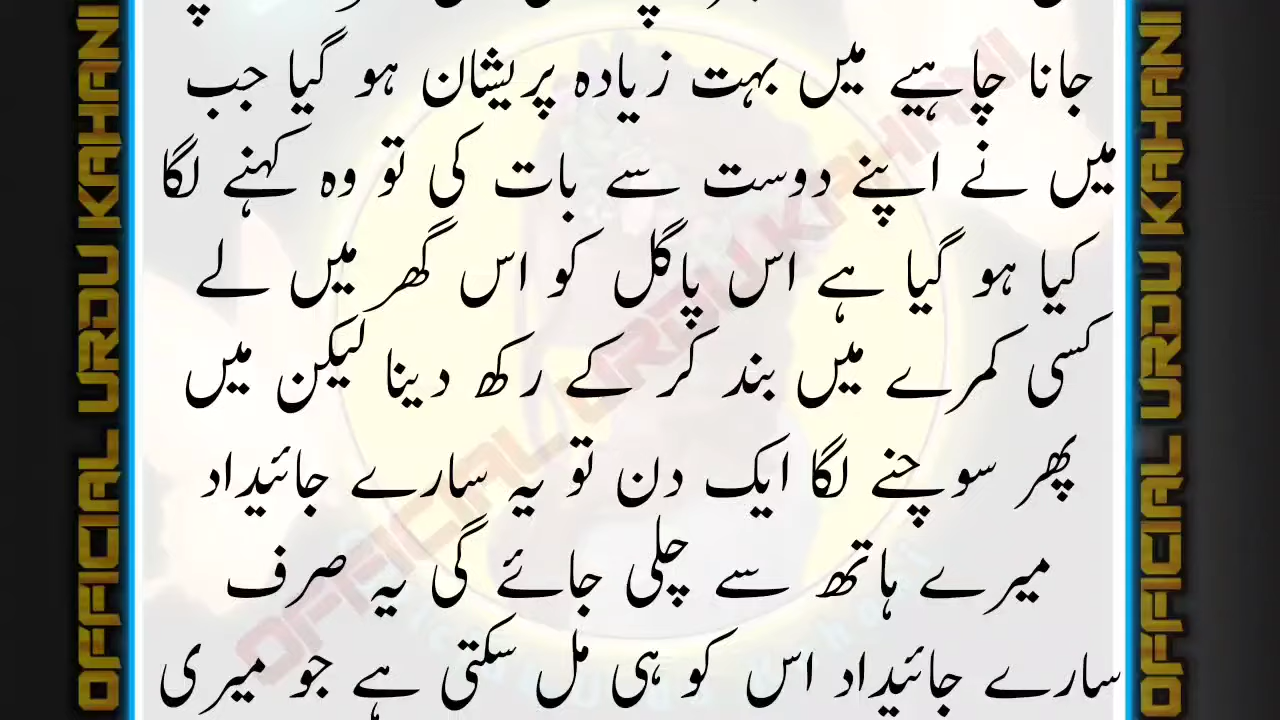 جانا چاہیے میں بہت زیادہ پریشان ہو گیا جب
میں نے اپنے دوست سے بات کی تو وہ کہنے لگا
کیا ہو گیا ہے اس پاگل کو اس گھر میں لے
کسی کمرے میں بند کر کے رکھ دینا لیکن میں
پھر سوچنے لگا ایک دن تو یہ سارے جائیداد
میرے ہاتھ سے چلی جائے گی یہ صرف
سارے جائیداد اس کو ہی مل سکتی ہے جو میری
OFFICIAL URDU KAHANI
OFFICIAL URDU KAHANI
OFFICIAL URDU KAHANI